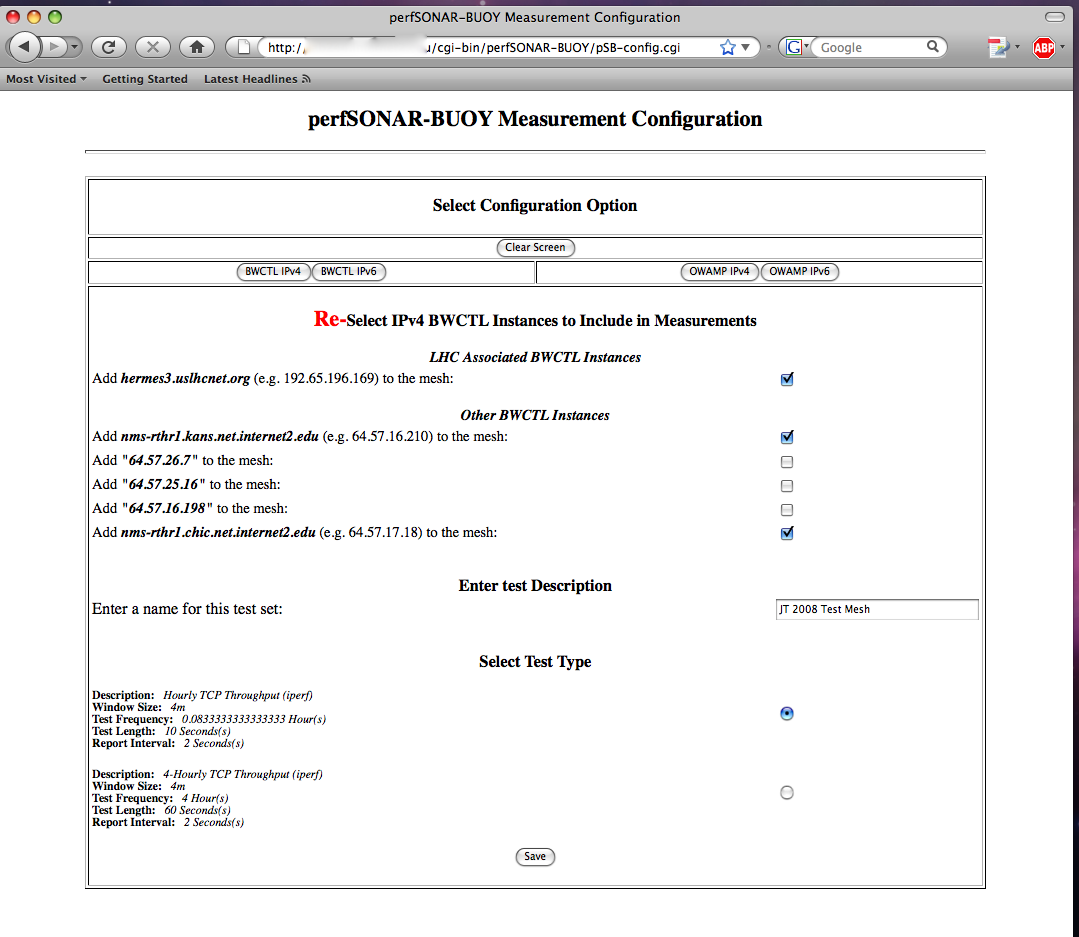 perfSONAR-BUOY Measurement Configuration
http:/ u/cgi-bin/perfSONAR-BUOY/pSB-config.cgi
G Google
ABP
Most Visited Getting Started Latest Headlines
perfSONAR-BUOY Measurement Configuration
Select Configuration Option
Clear Screen
BWCTL IPv4 BWCTL IPv6 OWAMP IPv4 OWAMP IPv6
Re-Select IPv4 BWCTL Instances to Include in Measurements
LHC Associated BWCTL Instances
Add hermes3.uslhcnet.org (e.g. 192.65.196.169) to the mesh:
Other BWCTL Instances
Add nms-rthr1.kans.net.internet2.edu (e.g. 64.57.16.210) to the mesh:
Add "64.57.26.7" to the mesh:
Add "64.57.25.16" to the mesh:
Add "64.57.16.198" to the mesh:
Add nms-rthr1.chic.net.internet2.edu (e.g. 64.57.17.18) to the mesh:
Enter test Description
Enter a name for this test set: JT 2008 Test Mesh
Select Test Type
Description: Hourly TCP Throughput (iperf)
Window Size: 4m
Test Frequency: 0.0833333333333333 Hour(s)
Test Length: 10 Seconds(s)
Report Interval: 2 Seconds(s)
Description: 4-Hourly TCP Throughput (iperf)
Window Size: 4m
Test Frequency: 4 Hour(s)
Test Length: 60 Seconds(s)
Report Interval: 2 Seconds(s)
Save